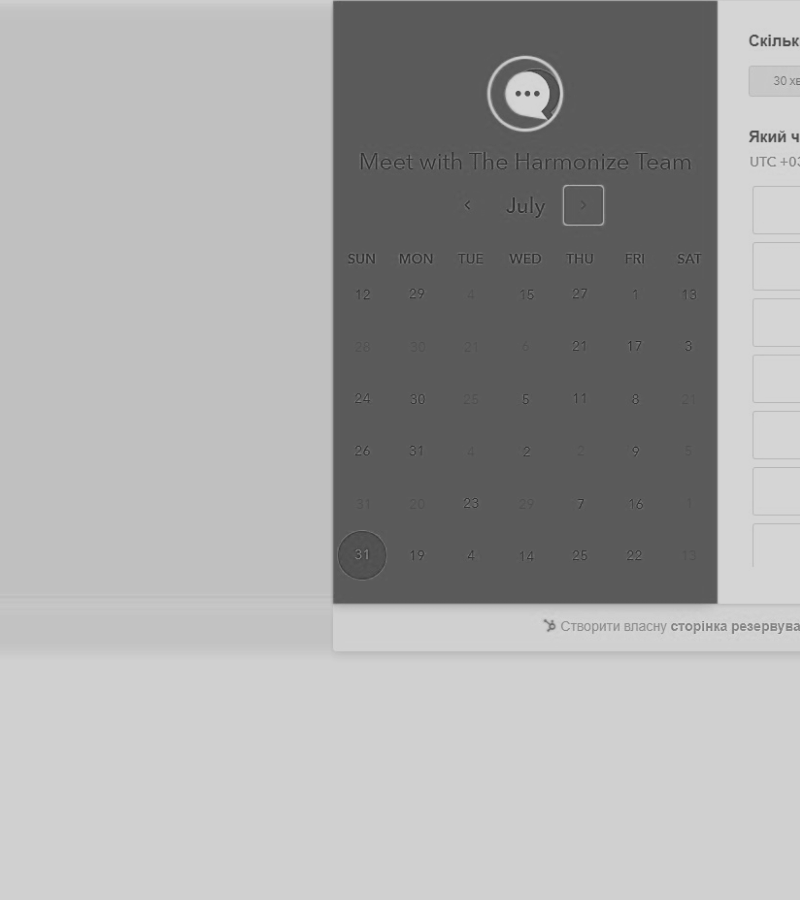 Meet with The Harmonize Team
July
SUN MON TUE WED THU FRI SAT
12 29 4 15 27 1 13
28 30 21 6 21 17 3
24 30 25 5 11 8 21
26 31 4 2 2 9 5
31 20 23 29 7 16 1
31 19 4 14 25 22 13
Скільк
30 хв
Який ч
UTC +03
Створити власну сторінка резервува